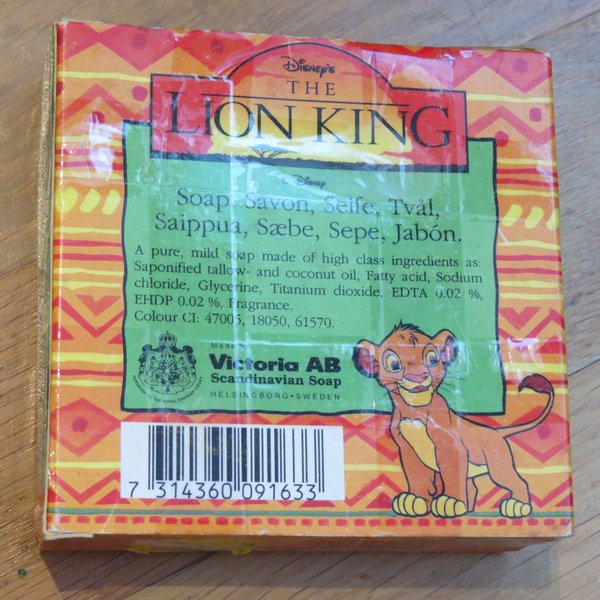 Disney's
THE
LION KING
© Disney
Soap, Savon, Seife, Tvål,
Saippua, Sæbe, Sepe, Jabón.
A pure, mild soap made of high class ingredients as:
Saponified tallow- and coconut oil, Fatty acid, Sodium
chloride, Glycerine, Titanium dioxide, EDTA 0.02 %,
EHDP 0.02 %, Fragrance.
Colour CI: 47005, 18050, 61570.
Made by
Victoria AB
Scandinavian Soap
HELSINGBORG • SWEDEN
7 314360 091633